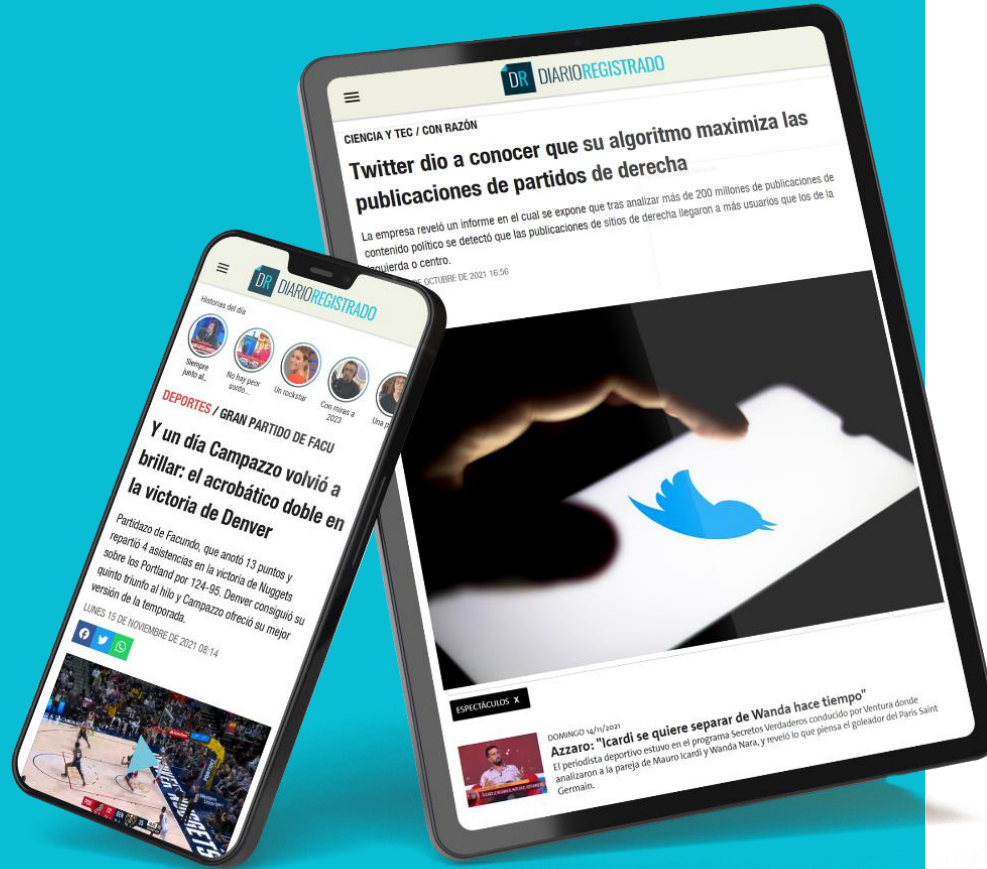 DR DIARIOREGISTRADO
CIENCIA Y TEC / CON RAZÓN
Twitter dio a conocer que su algoritmo maximiza las
publicaciones de partidos de derecha
La empresa reveló un informe en el cual se expone que tras analizar más de 200 millones de publicaciones de
contenido político se detectó que las publicaciones de sitios de derecha llegaron a más usuarios que los de la
izquierda o centro.
DE OCTUBRE DE 2021 16:56
ESPECTÁCULOS X
DOMINGO 14/11/2021
Azzaro: "Icardi se quiere separar de Wanda hace tiempo"
El periodista deportivo estuvo en el programa Secretos Verdaderos conducido por Ventura donde
analizaron a la pareja de Mauro Icardi y Wanda Nara, y reveló lo que piensa el goleador del Paris Saint
Germain.
DR DIARIOREGISTRADO
Historias del día
Siempre
junto al...
No hay peor
sordo...
Un rockstar
Con miras a
2023
Una p
DEPORTES / GRAN PARTIDO DE FACU
Y un día Campazzo volvió a
brillar: el acrobático doble en
la victoria de Denver
Partidazo de Facundo, que anotó 13 puntos y
repartió 4 asistencias en la victoria de Nuggets
sobre los Portland por 124-95. Denver consiguió su
quinto triunfo al hilo y Campazzo ofreció su mejor
versión de la temporada.
LUNES 15 DE NOVIEMBRE DE 2021 08:14